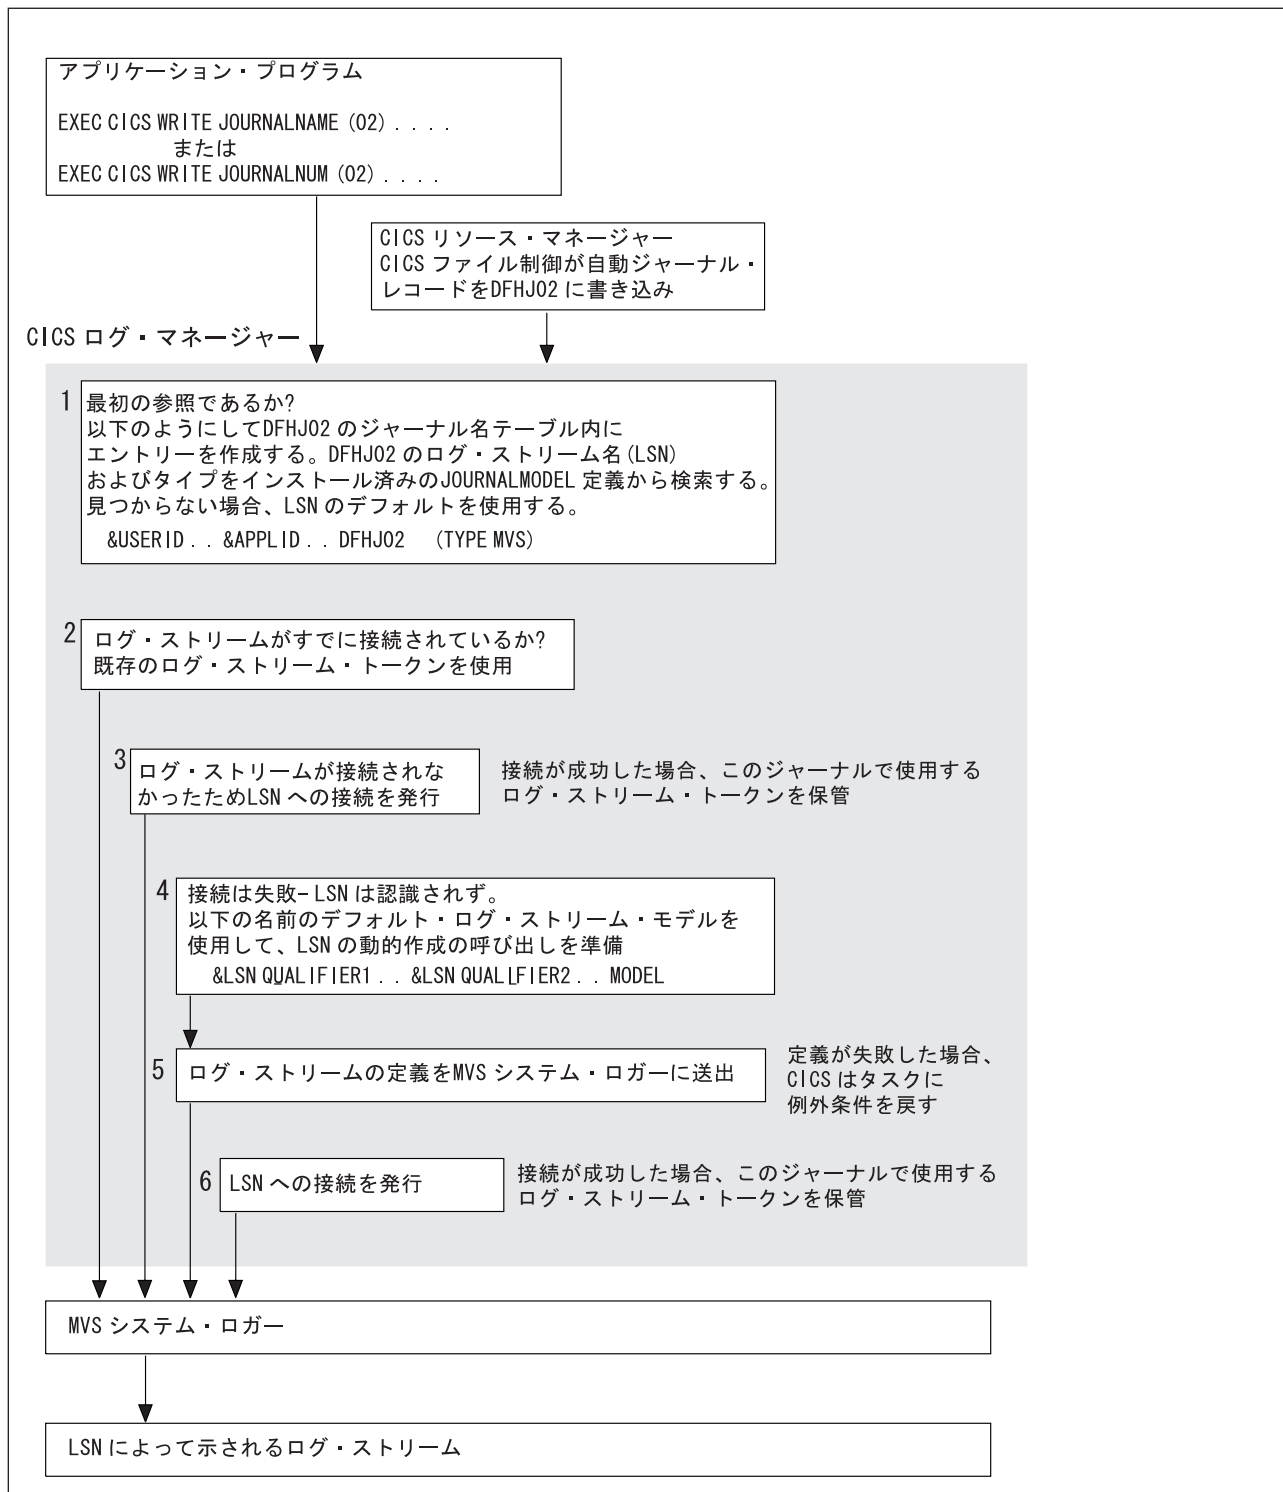 アプリケーション・プログラム
EXEC CICS WRITE JOURNALNAME (02) . . . .
または
EXEC CICS WRITE JOURNALNUM (02) . . . .
CICS リソース・マネージャー
CICS ファイル制御が自動ジャーナル・
レコードをDFHJ02 に書き込み
CICS ログ・マネージャー
1
最初の参照であるか?
以下のようにしてDFHJ02 のジャーナル名テーブル内に
エントリーを作成する。DFHJ02 のログ・ストリーム名(LSN)
およびタイプをインストール済みのJOURNALMODEL 定義から検索する。
見つからない場合、LSN のデフォルトを使用する。
&USERID . . &APPLID . . DFHJ02 (TYPE MVS)
2
ログ・ストリームがすでに接続されているか?
既存のログ・ストリーム・トークンを使用
3
ログ・ストリームが接続されな
かったためLSN への接続を発行
接続が成功した場合、このジャーナルで使用する
ログ・ストリーム・トークンを保管
4
接続は失敗-LSN は認識されず。
以下の名前のデフォルト・ログ・ストリーム・モデルを
使用して、LSN の動的作成の呼び出しを準備
&LSN QUALIFIER1 . . &LSN QUALIFIER2 . . MODEL
5
ログ・ストリームの定義をMVS システム・ロガーに送出
定義が失敗した場合、
CICS はタスクに
例外条件を戻す
6
LSN への接続を発行
接続が成功した場合、このジャーナルで使用する
ログ・ストリーム・トークンを保管
MVS システム・ロガー
LSN によって示されるログ・ストリーム